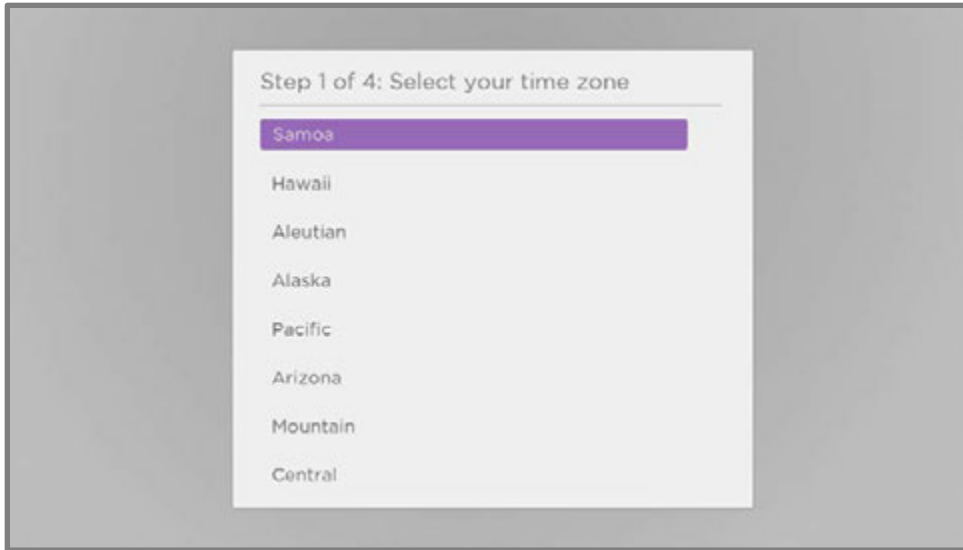 Step 1 of 4: Select your time zone
Samoa
Hawaii
Aleutian
Alaska
Pacific
Arizona
Mountain
Central